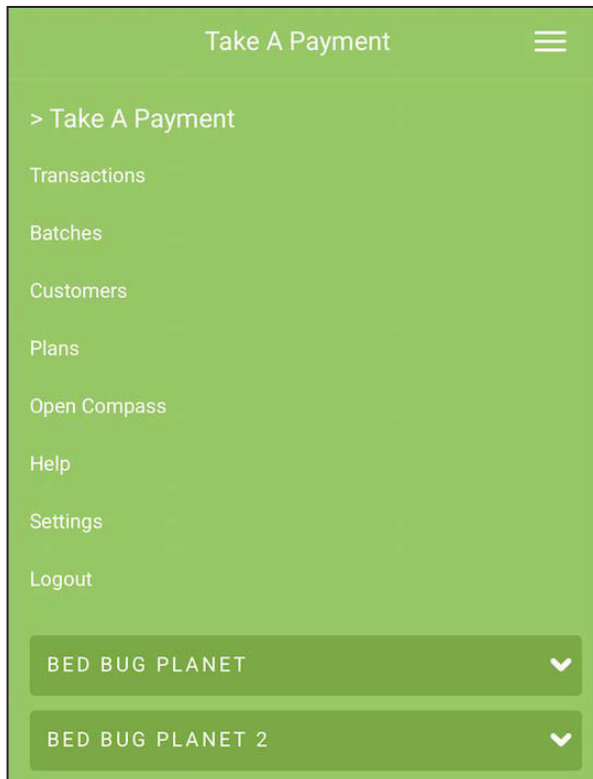 Take A Payment
> Take A Payment
Transactions
Batches
Customers
Plans
Open Compass
Help
Settings
Logout
BED BUG PLANET
BED BUG PLANET 2